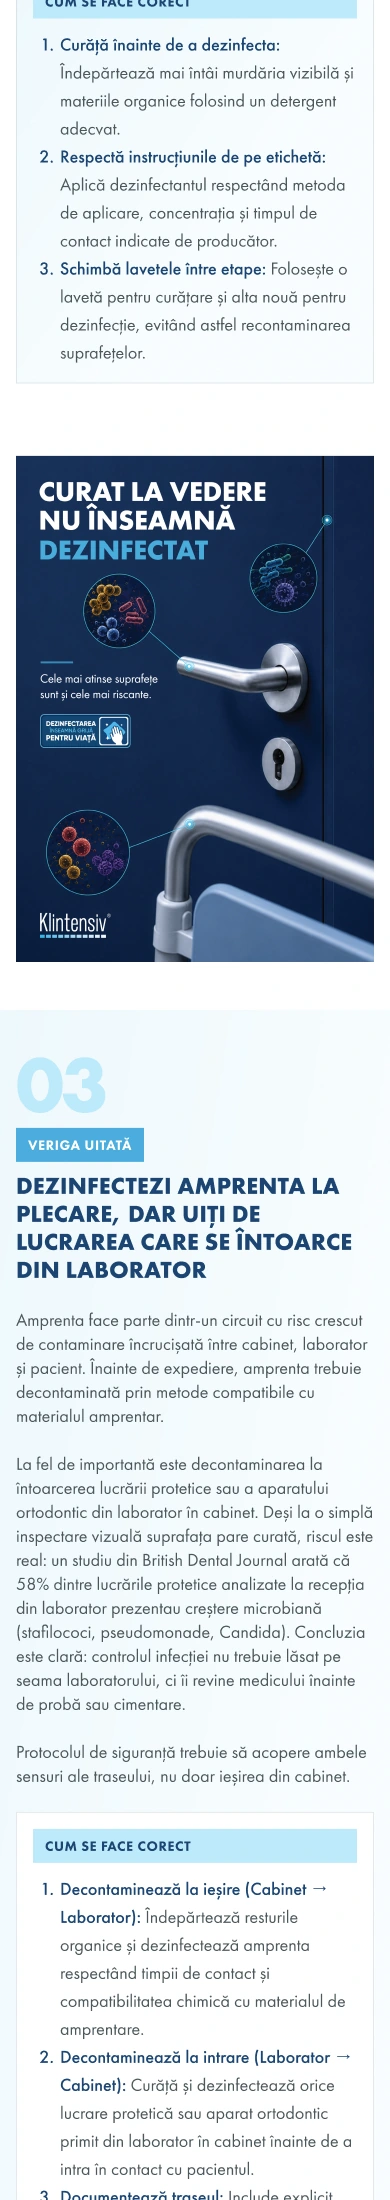 CUM SE FACE CORECT
1. Curăță înainte de a dezinfecta:
Îndepărtează mai întâi murdăria vizibilă și
materiile organice folosind un detergent
adecvat.
2. Respectă instrucțiunile de pe etichetă:
Aplică dezinfectantul respectând metoda
de aplicare, concentrația și timpul de
contact indicate de producător.
3. Schimbă lavetele între etape: Folosește o
lavetă pentru curățare și alta nouă pentru
dezinfecție, evitând astfel recontaminarea
suprafețelor.
CURAT LA VEDERE
NU ÎNSEAMNĂ
DEZINFECTAT
Cele mai atinse suprafețe
sunt și cele mai riscante.
DEZINFECTAREA
ÎNSEAMNĂ GRIJĂ
PENTRU VIAȚĂ
Klintensiv®
03
VERIGA UITATĂ
DEZINFECTEZI AMPRENTA LA
PLECARE, DAR UIȚI DE
LUCRAREA CARE SE ÎNTOARCE
DIN LABORATOR
Amprenta face parte dintr-un circuit cu risc crescut
de contaminare încrucișată între cabinet, laborator
și pacient. Înainte de expediere, amprenta trebuie
decontaminată prin metode compatibile cu
materialul amprentar.
La fel de importantă este decontaminarea la
întoarcerea lucrării protetice sau a aparatului
ortodontic din laborator în cabinet. Deși la o simplă
inspectare vizuală suprafața pare curată, riscul este
real: un studiu din British Dental Journal arată că
58% dintre lucrările protetice analizate la recepția
din laborator prezentau creștere microbiană
(stafilococi, pseudomonade, Candida). Concluzia
este clară: controlul infecției nu trebuie lăsat pe
seama laboratorului, ci îi revine medicului înainte
de probă sau cimentare.
Protocolul de siguranță trebuie să acopere ambele
sensuri ale traseului, nu doar ieșirea din cabinet.
CUM SE FACE CORECT
1. Decontaminează la ieșire (Cabinet →
Laborator): Îndepărtează resturile
organice și dezinfectează amprenta
respectând timpii de contact și
compatibilitatea chimică cu materialul de
amprentare.
2. Decontaminează la intrare (Laborator →
Cabinet): Curăță și dezinfectează orice
lucrare protetică sau aparat ortodontic
primit din laborator în cabinet înainte de a
intra în contact cu pacientul.
3. Documentează traseul: Include explicit